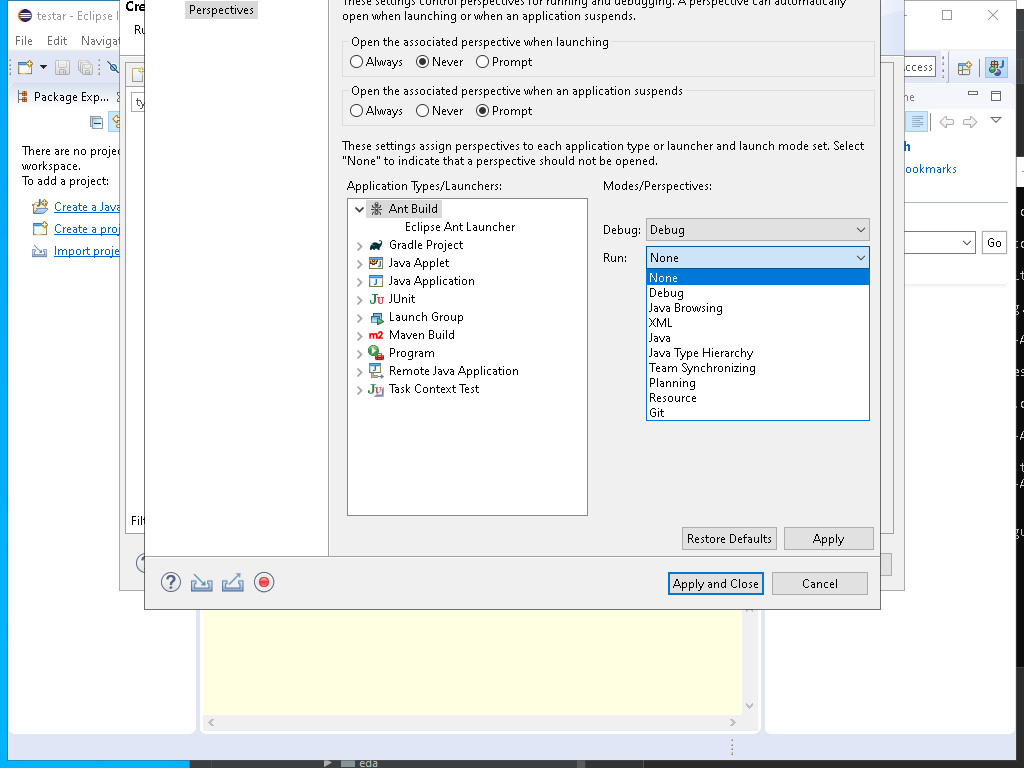 testar - Eclipse I
Cre
Perspectives
These settings control perspectives for running and debugging. A perspective can automatically
open when launching or when an application suspends.
File Edit Navigat
Ru
Open the associated perspective when launching
Always Never Prompt
ccess
Package Exp...
ty
Open the associated perspective when an application suspends
Always Never Prompt
ne
There are no proje
workspace.
To add a project:
Create a Java
Create a proj
Import proje
These settings assign perspectives to each application type or launcher and launch mode set. Select
"None" to indicate that a perspective should not be opened.
h
ookmarks
Application Types/Launchers:
Modes/Perspectives:
Ant Build
Eclipse Ant Launcher
Gradle Project
Java Applet
Java Application
JUnit
Launch Group
Maven Build
Program
Remote Java Application
Task Context Test
Debug: Debug
Run: None
None
Debug
Java Browsing
XML
Java
Java Type Hierarchy
Team Synchronizing
Planning
Resource
Git
Go
Filt
Restore Defaults Apply
Apply and Close Cancel
eda